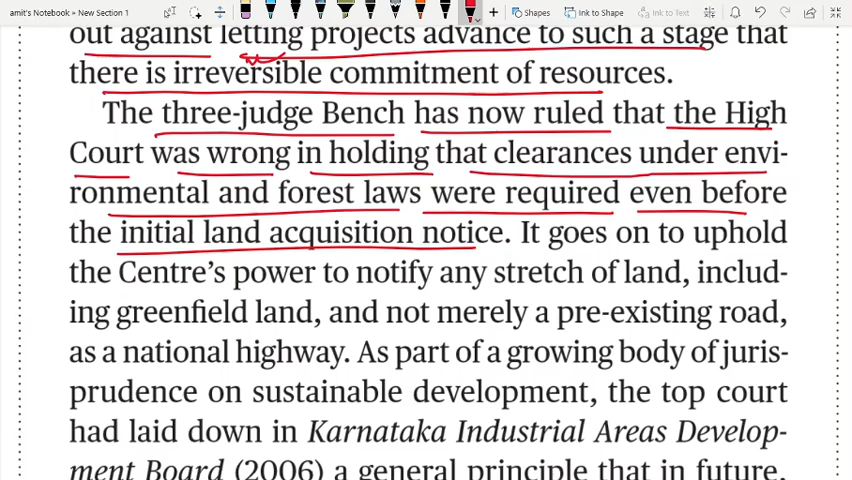 amit's Notebook » New Section 1
Shapes
Ink to Shape
Ink to Text
out against letting projects advance to such a stage that
there is irreversible commitment of resources.
The three-judge Bench has now ruled that the High
Court was wrong in holding that clearances under envi-
ronmental and forest laws were required even before
the initial land acquisition notice. It goes on to uphold
the Centre's power to notify any stretch of land, includ-
ing greenfield land, and not merely a pre-existing road,
as a national highway. As part of a growing body of juris-
prudence on sustainable development, the top court
had laid down in Karnataka Industrial Areas Develop-
ment Board (2006) a general principle that in future,